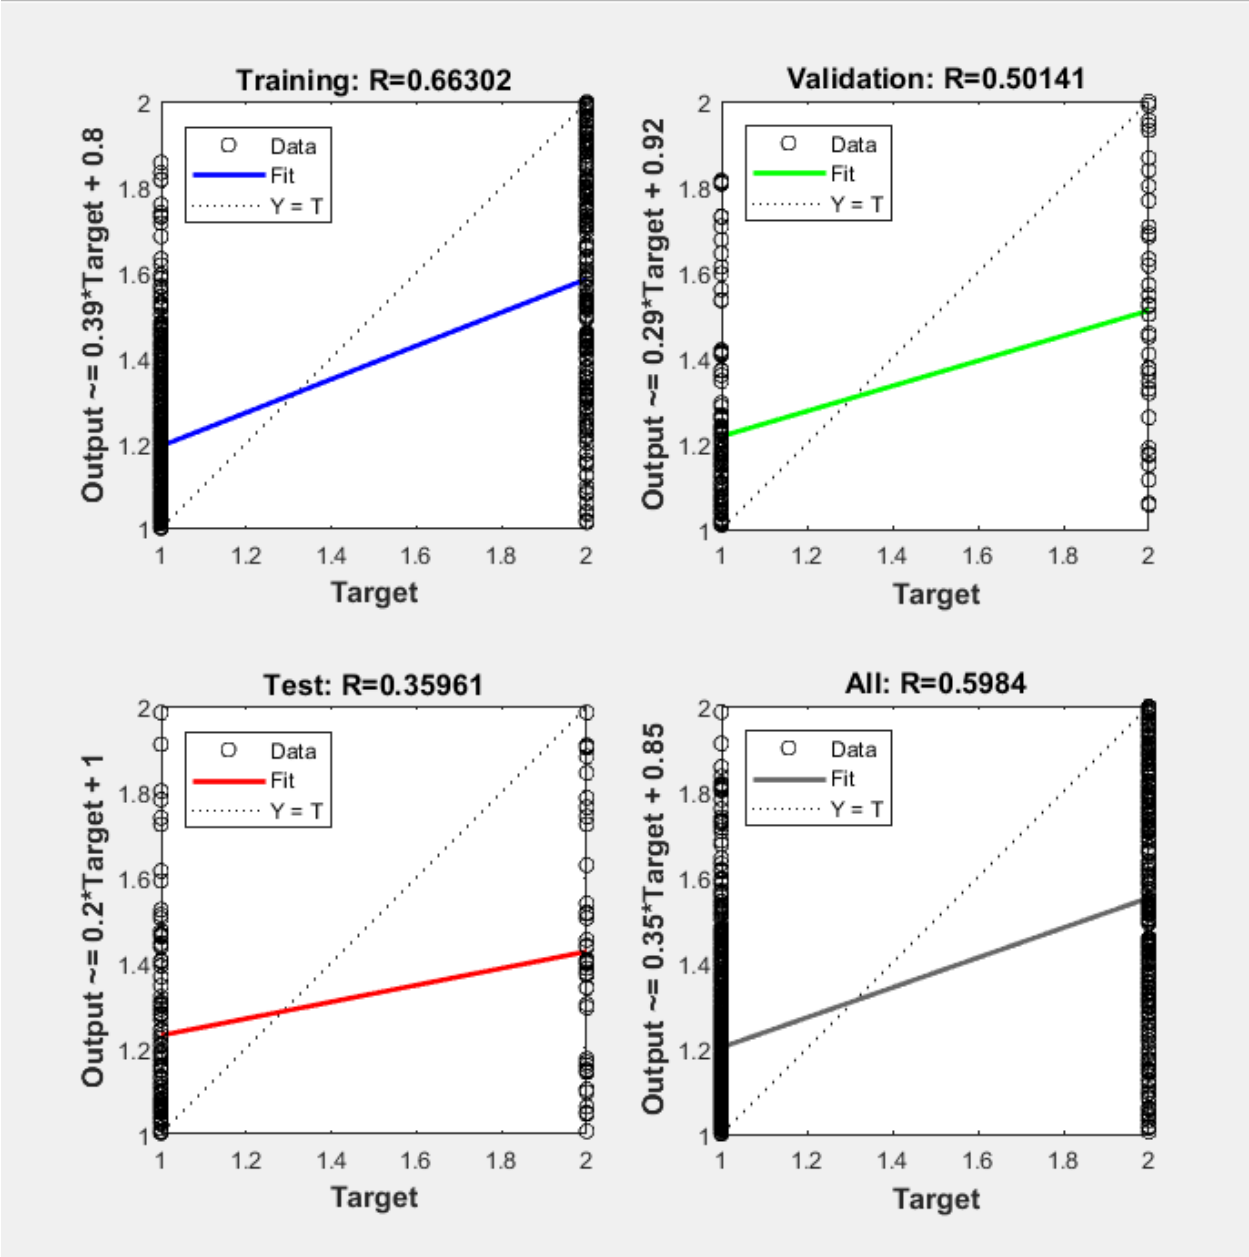 Training: R=0.66302
Output ~= 0.39*Target + 0.8
2
1.8
1.6
1.4
1.2
1
Data
Fit
Y = T
1 1.2 1.4 1.6 1.8 2
Target
Validation: R=0.50141
Output ~= 0.29*Target + 0.92
2
1.8
1.6
1.4
1.2
1
Data
Fit
Y = T
1 1.2 1.4 1.6 1.8 2
Target
Test: R=0.35961
Output ~= 0.2*Target + 1
2
1.8
1.6
1.4
1.2
1
Data
Fit
Y = T
1 1.2 1.4 1.6 1.8 2
Target
All: R=0.5984
Output ~= 0.35*Target + 0.85
2
1.8
1.6
1.4
1.2
1
Data
Fit
Y = T
1 1.2 1.4 1.6 1.8 2
Target